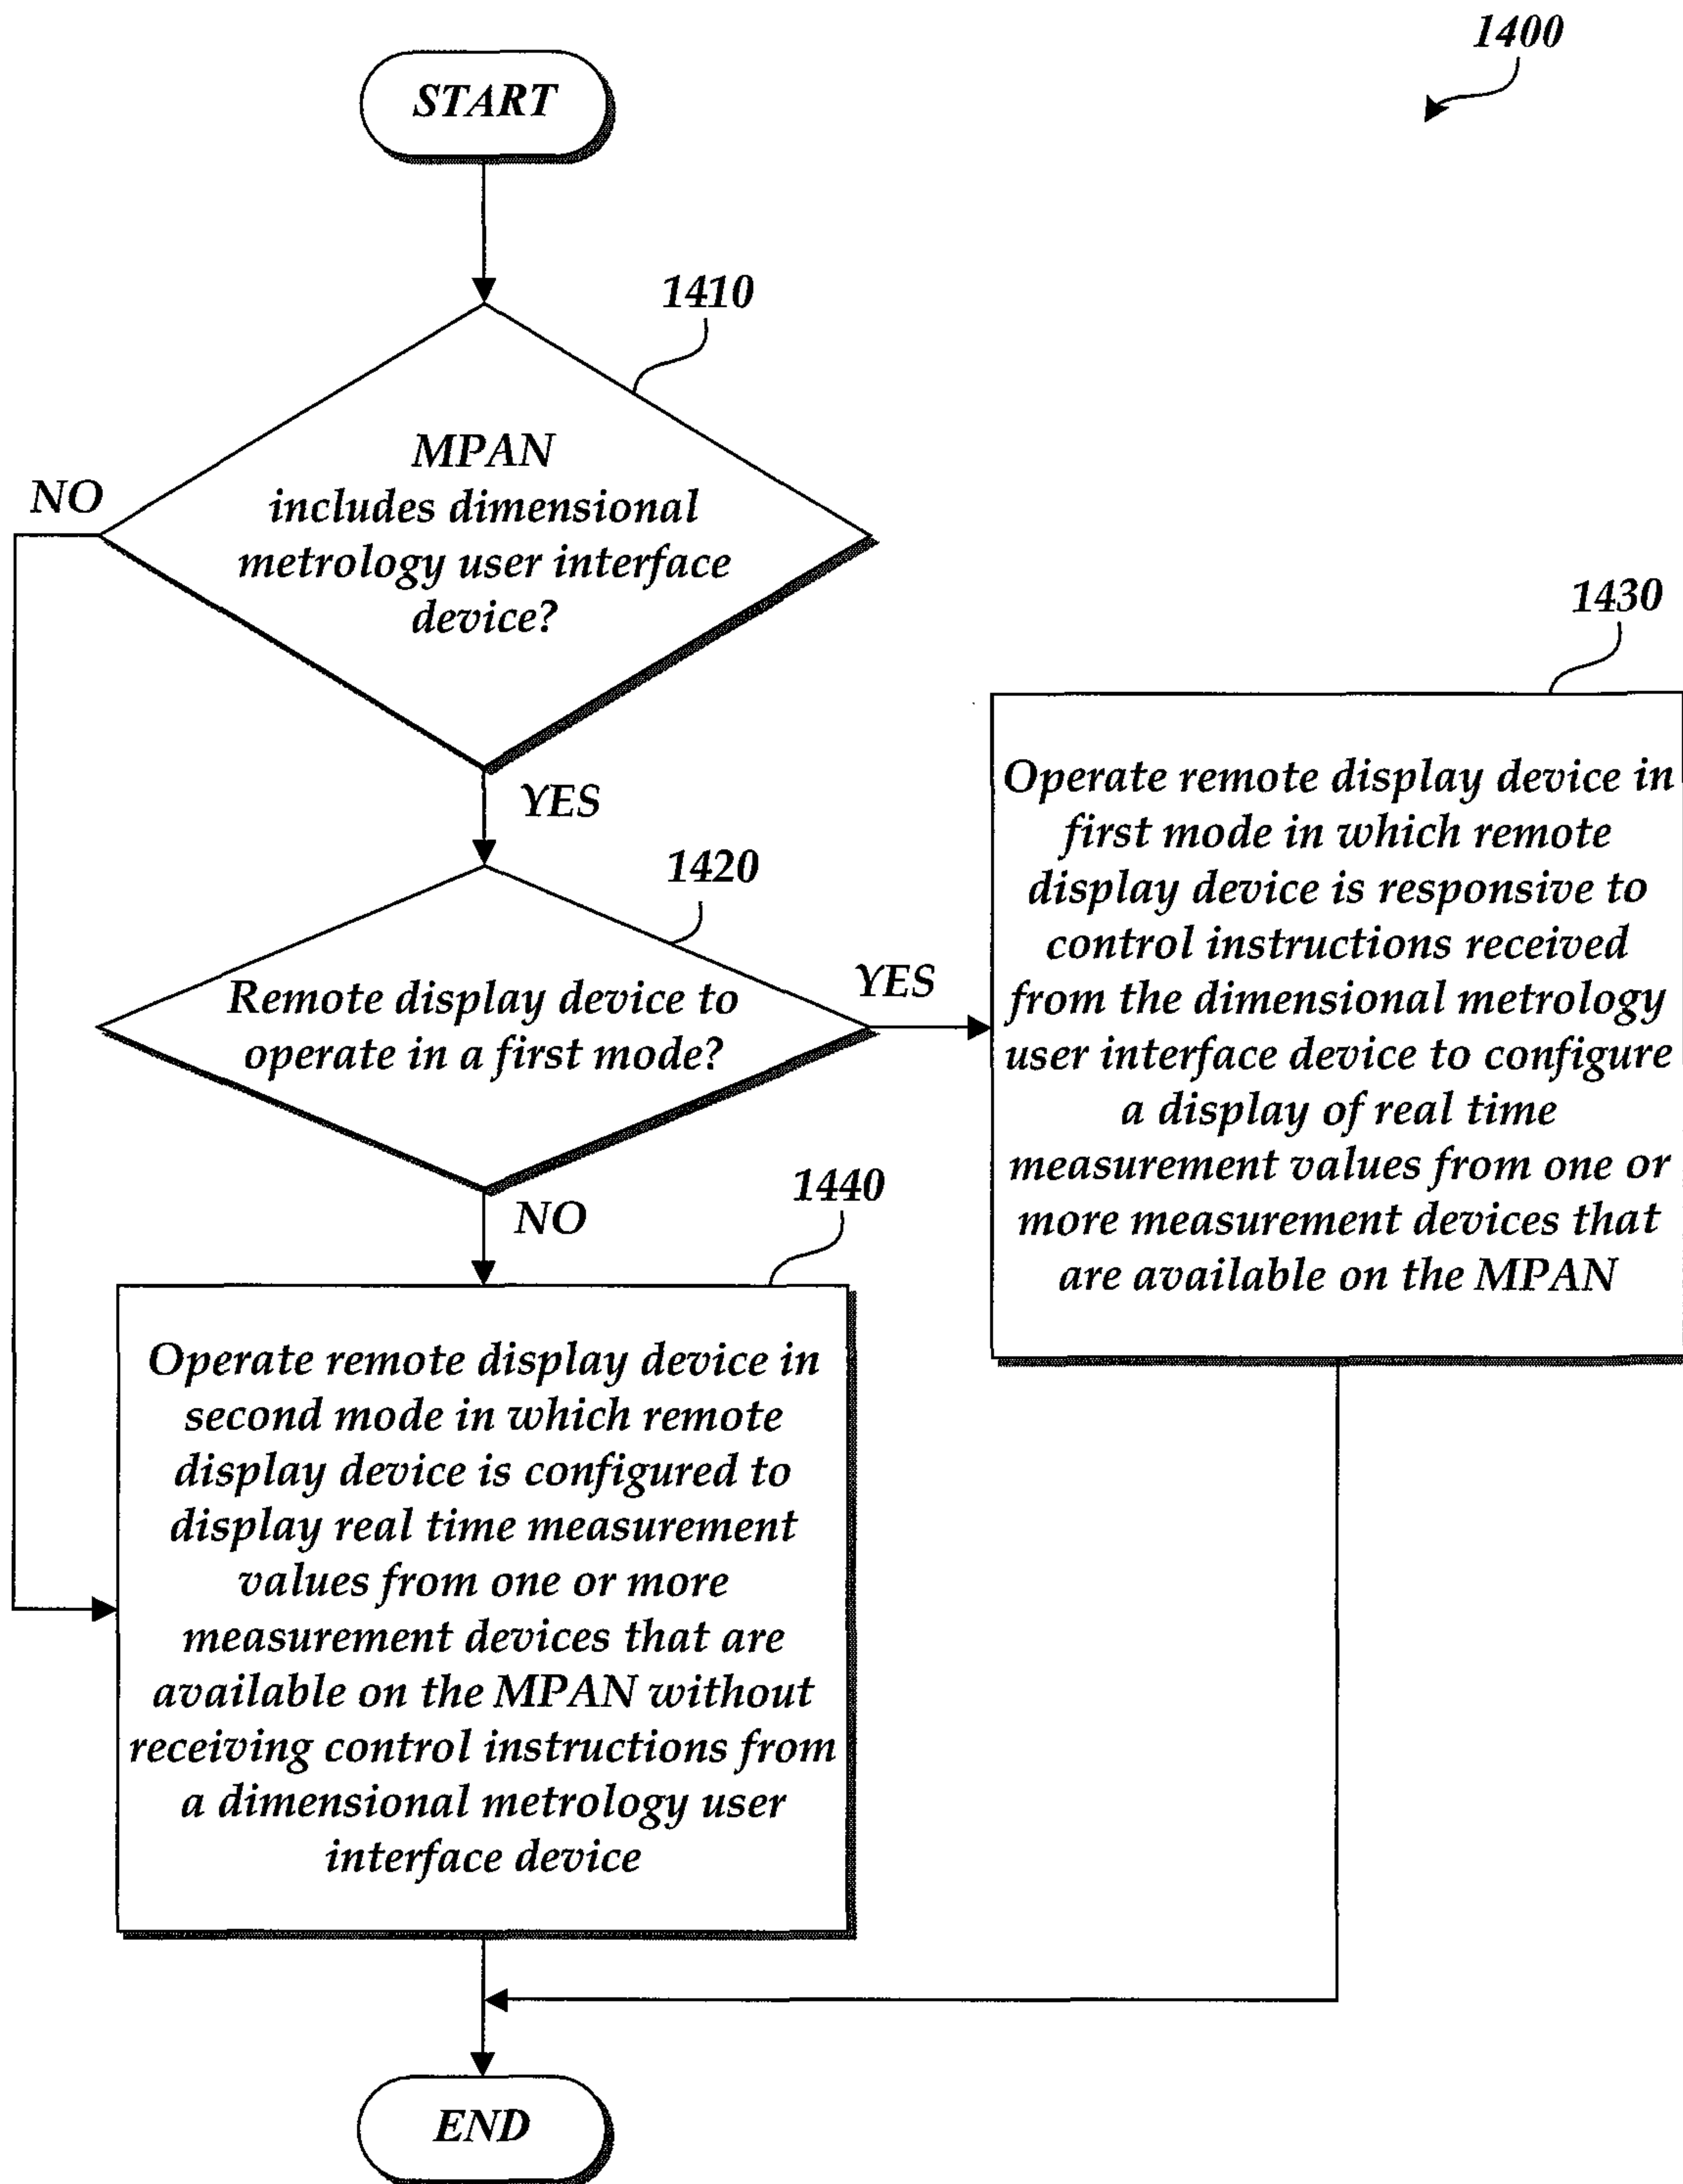 1400
START
1410
MPAN
includes dimensional
metrology user interface
device?
NO
YES
1420
Remote display device to
operate in a first mode?
YES
1430
Operate remote display device in
first mode in which remote
display device is responsive to
control instructions received
from the dimensional metrology
user interface device to configure
a display of real time
measurement values from one or
more measurement devices that
are available on the MPAN
NO
1440
Operate remote display device in
second mode in which remote
display device is configured to
display real time measurement
values from one or more
measurement devices that are
available on the MPAN without
receiving control instructions from
a dimensional metrology user
interface device
END